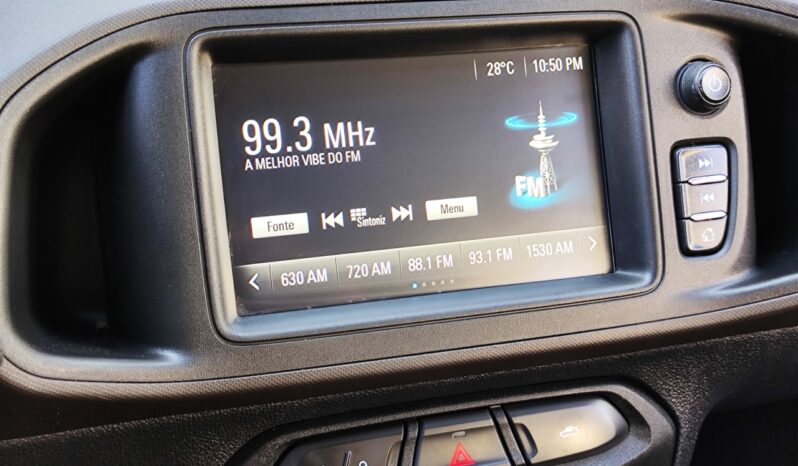 28°C 10:50 PM
99.3 MHz
A MELHOR VIBE DO FM
FM
Fonte Sintoniz Menu
630 AM 720 AM 88.1 FM 93.1 FM 1530 AM